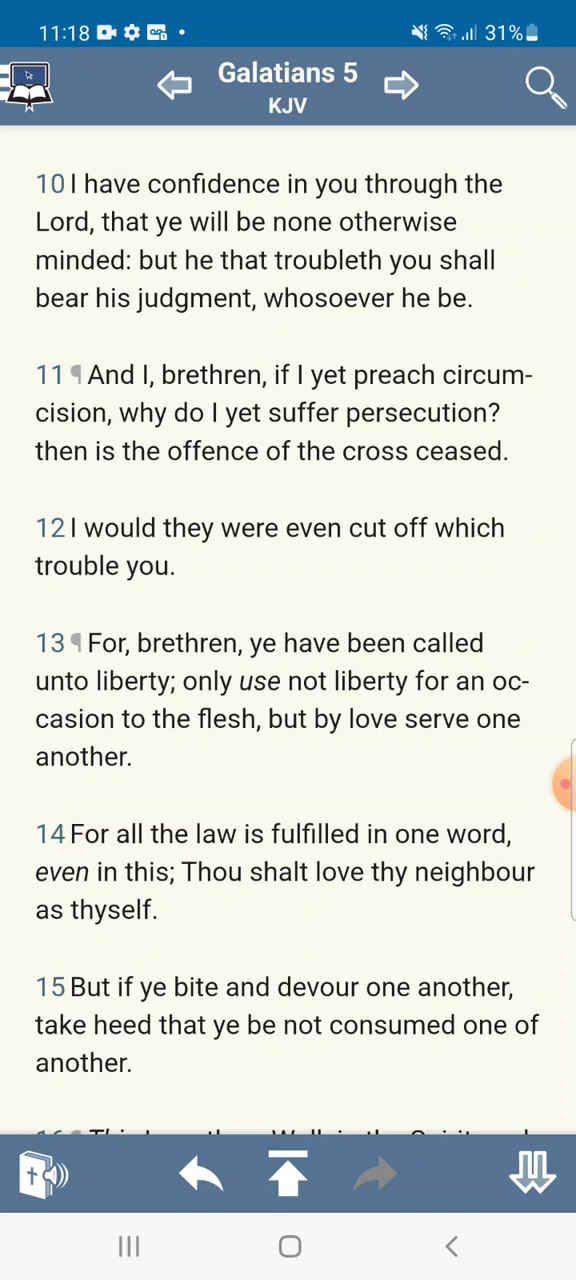 11:18 31%
Galatians 5
KJV
10 I have confidence in you through the
Lord, that ye will be none otherwise
minded: but he that troubleth you shall
bear his judgment, whosoever he be.
11 ¶ And I, brethren, if I yet preach circum-
cision, why do I yet suffer persecution?
then is the offence of the cross ceased.
12 I would they were even cut off which
trouble you.
13 ¶ For, brethren, ye have been called
unto liberty; only use not liberty for an oc-
casion to the flesh, but by love serve one
another.
14 For all the law is fulfilled in one word,
even in this; Thou shalt love thy neighbour
as thyself.
15 But if ye bite and devour one another,
take heed that ye be not consumed one of
another.